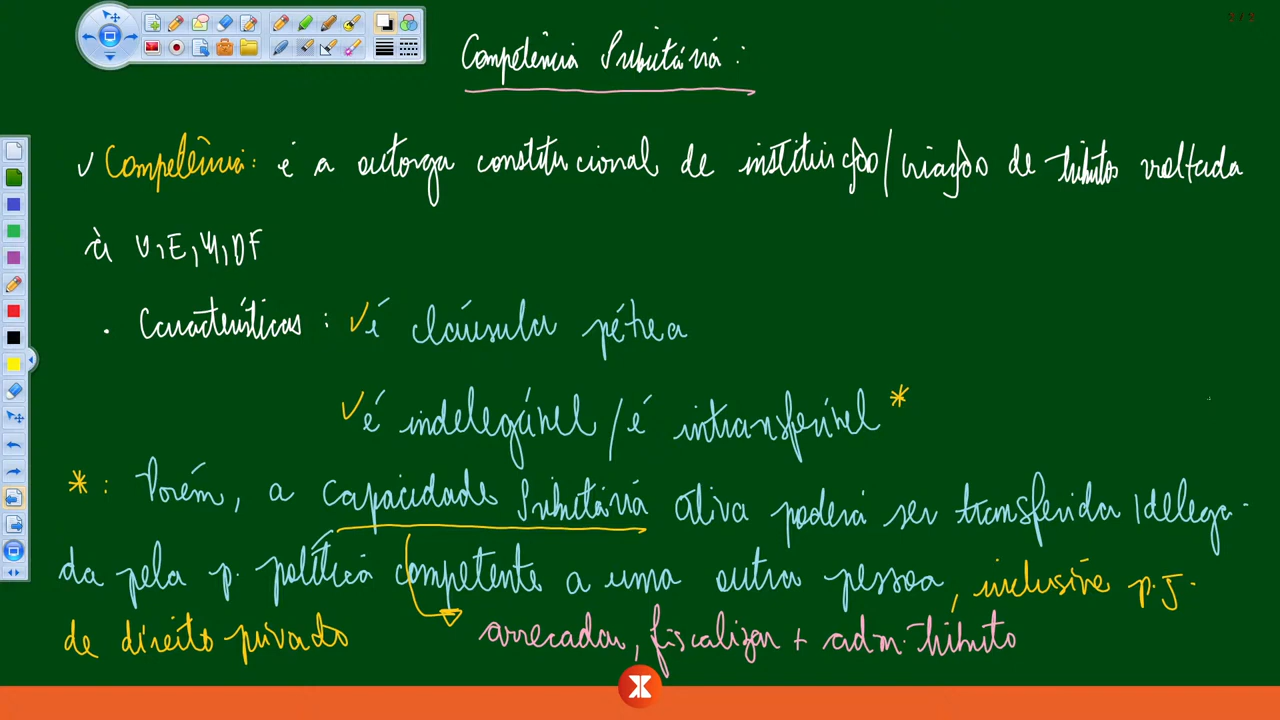 Competência Tributária:
✓ Competência: é a outorga constitucional de instituição/criação de tributos voltada
à U, E, M, DF
. Características: ✓ é cláusula pétrea
✓ é indelegável / é intransferível *
*: Porém, a capacidade tributária ativa poderá ser transferida / delega-
da pela p. política competente a uma outra pessoa, inclusive p.j.
de direito privado arrecadar, fiscalizar + adm. tributo